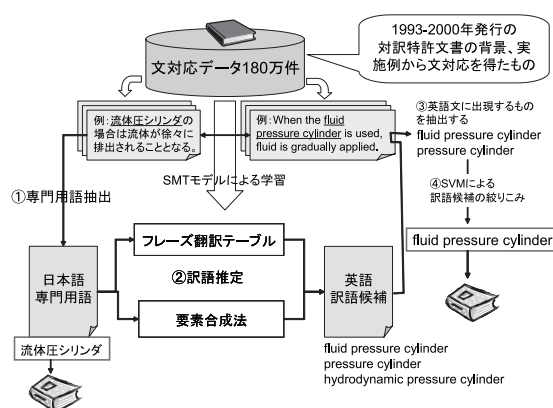 1993-2000年発行の
対訳特許文書の背景、実
施例から文対応を得たもの
文対応データ180万件
例：流体圧シリンダの
場合は流体が徐々に
排出されることとなる。
例：When the fluid
pressure cylinder is used,
fluid is gradually applied.
③英語文に出現するもの
を抽出する
fluid pressure cylinder
pressure cylinder
SMTモデルによる学習
④SVMによる
訳語候補の絞りこみ
①専門用語抽出
fluid pressure cylinder
フレーズ翻訳テーブル
②訳語推定
要素合成法
日本語
専門用語
英語
訳語候補
流体圧シリンダ
fluid pressure cylinder
pressure cylinder
hydrodynamic pressure cylinder